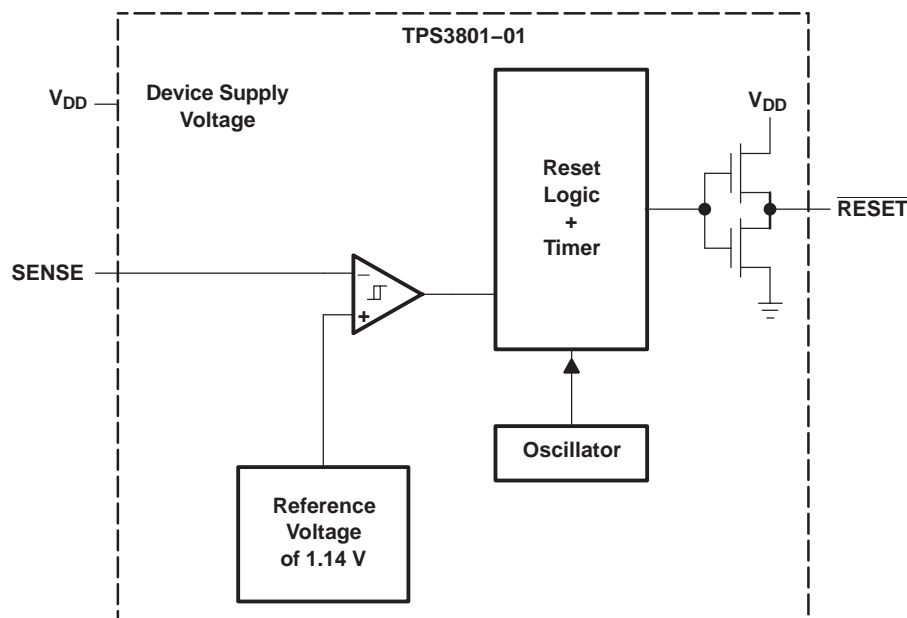 TPS3801–01
VDD
Device Supply
Voltage
VDD
Reset
Logic
+
Timer
RESET
SENSE
–
+
Oscillator
Reference
Voltage
of 1.14 V